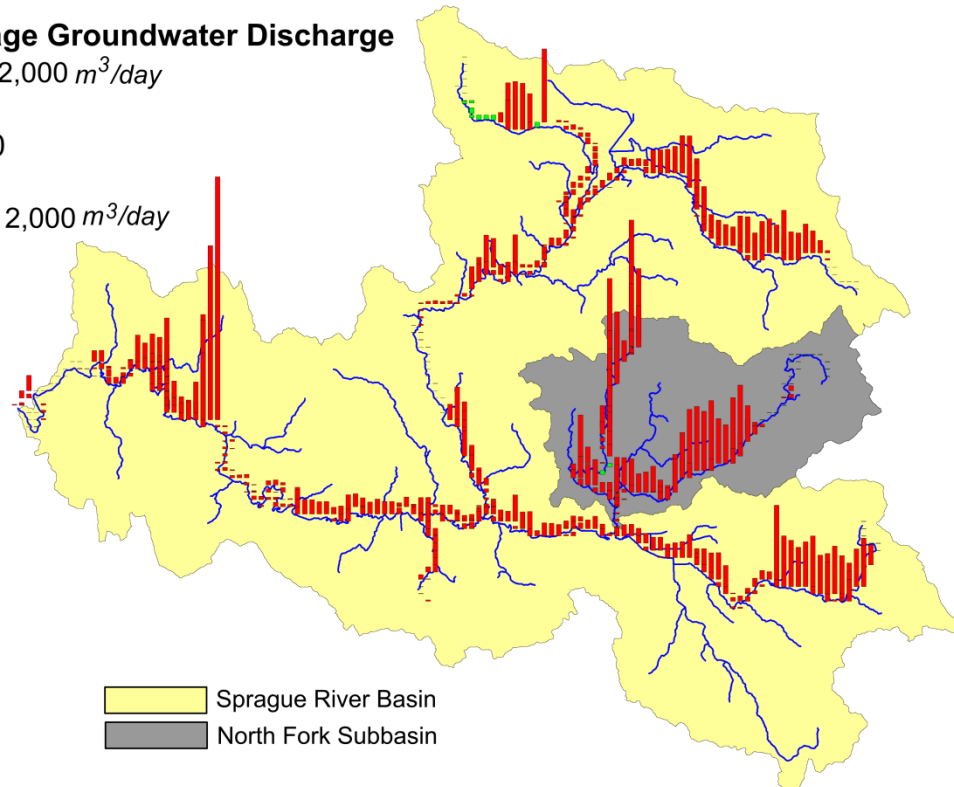 age Groundwater Discharge
2,000 m³/day
0
2,000 m³/day
Sprague River Basin
North Fork Subbasin